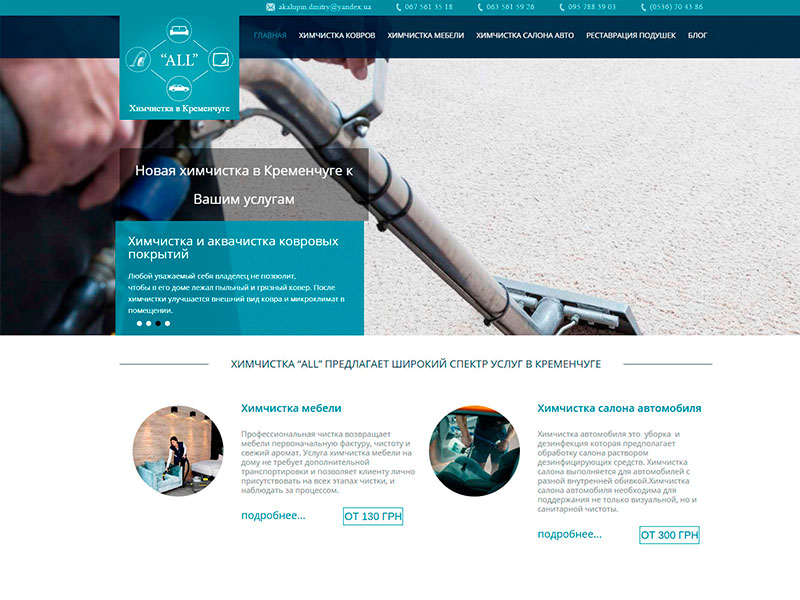 akalupin.dmitry@yandex.ua 067 561 35 18 063 561 59 26 095 788 39 03 (0536) 70 43 86
ГЛАВНАЯ ХИМЧИСТКА КОВРОВ ХИМЧИСТКА МЕБЕЛИ ХИМЧИСТКА САЛОНА АВТО РЕСТАВРАЦИЯ ПОДУШЕК БЛОГ
“ALL”
Химчистка в Кременчуге
Новая химчистка в Кременчуге к
Вашим услугам
Химчистка и аквачистка ковровых
покрытий
Любой уважаемый себя владелец не позволит,
чтобы в его доме лежал пыльный и грязный ковер. После
химчистки улучшается внешний вид ковра и микроклимат в
помещении.
ХИМЧИСТКА “ALL” ПРЕДЛАГАЕТ ШИРОКИЙ СПЕКТР УСЛУГ В КРЕМЕНЧУГЕ
Химчистка мебели
Профессиональная чистка возвращает
мебели первоначальную фактуру, чистоту и
свежий аромат. Услуга химчистка мебели на
дому не требует дополнительной
транспортировки и позволяет клиенту лично
присутствовать на всех этапах чистки, и
наблюдать за процессом.
подробнее... ОТ 130 ГРН
Химчистка салона автомобиля
Химчистка автомобиля это уборка и
дезинфекция которая предполагает
обработку салона раствором
дезинфицирующих средств. Химчистка
салона выполняется для автомобилей с
разной внутренней обивкой.Химчистка
салона автомобиля необходима для
поддержания не только визуальной, но и
санитарной чистоты.
подробнее... ОТ 300 ГРН